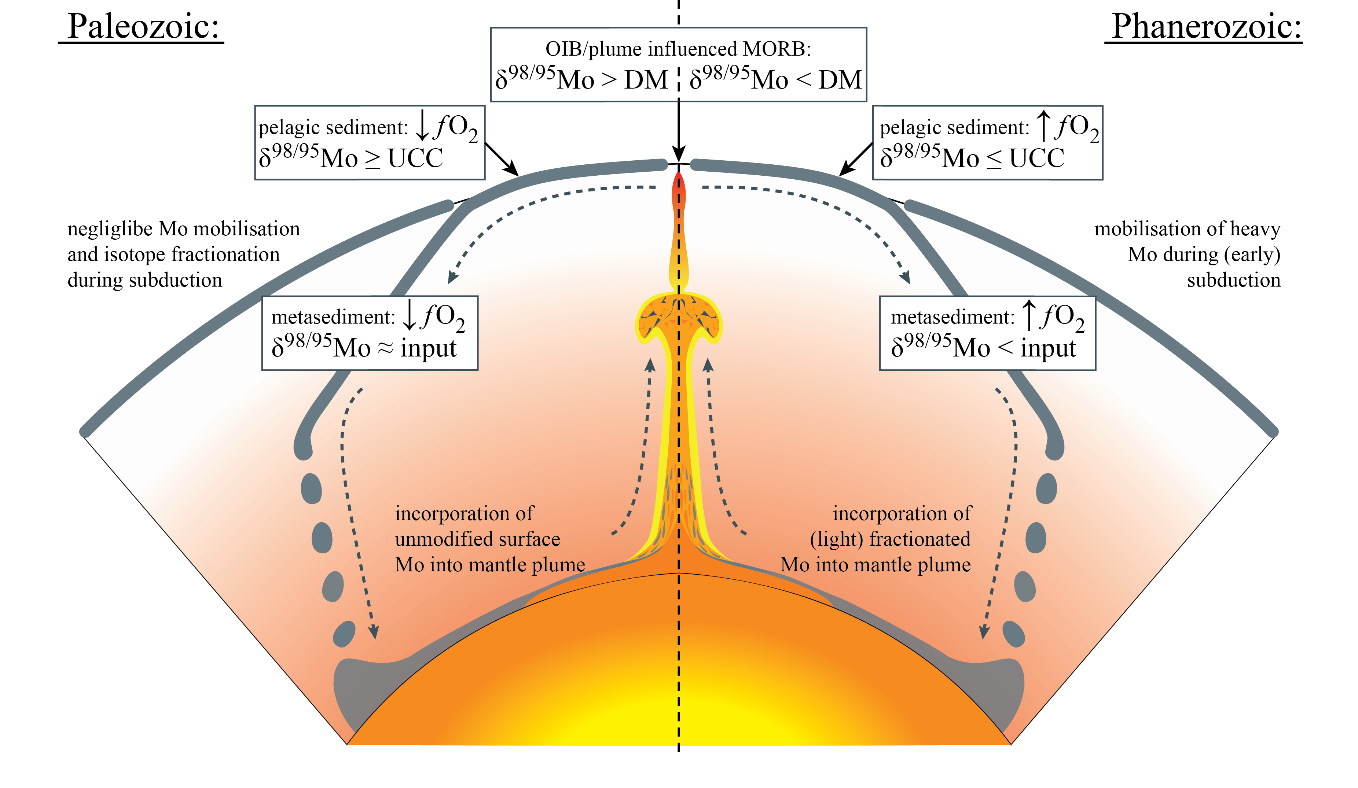 Paleozoic:
Phanerozoic:
OIB/plume influenced MORB:
δ98/95Mo > DM δ98/95Mo < DM
pelagic sediment: ↓fO2
δ98/95Mo ≥ UCC
pelagic sediment: ↑fO2
δ98/95Mo ≤ UCC
negliglibe Mo mobilisation
and isotope fractionation
during subduction
mobilisation of heavy
Mo during (early)
subduction
metasediment: ↓fO2
δ98/95Mo ≈ input
metasediment: ↑fO2
δ98/95Mo < input
incorporation of
unmodified surface
Mo into mantle plume
incorporation of
(light) fractionated
Mo into mantle plume